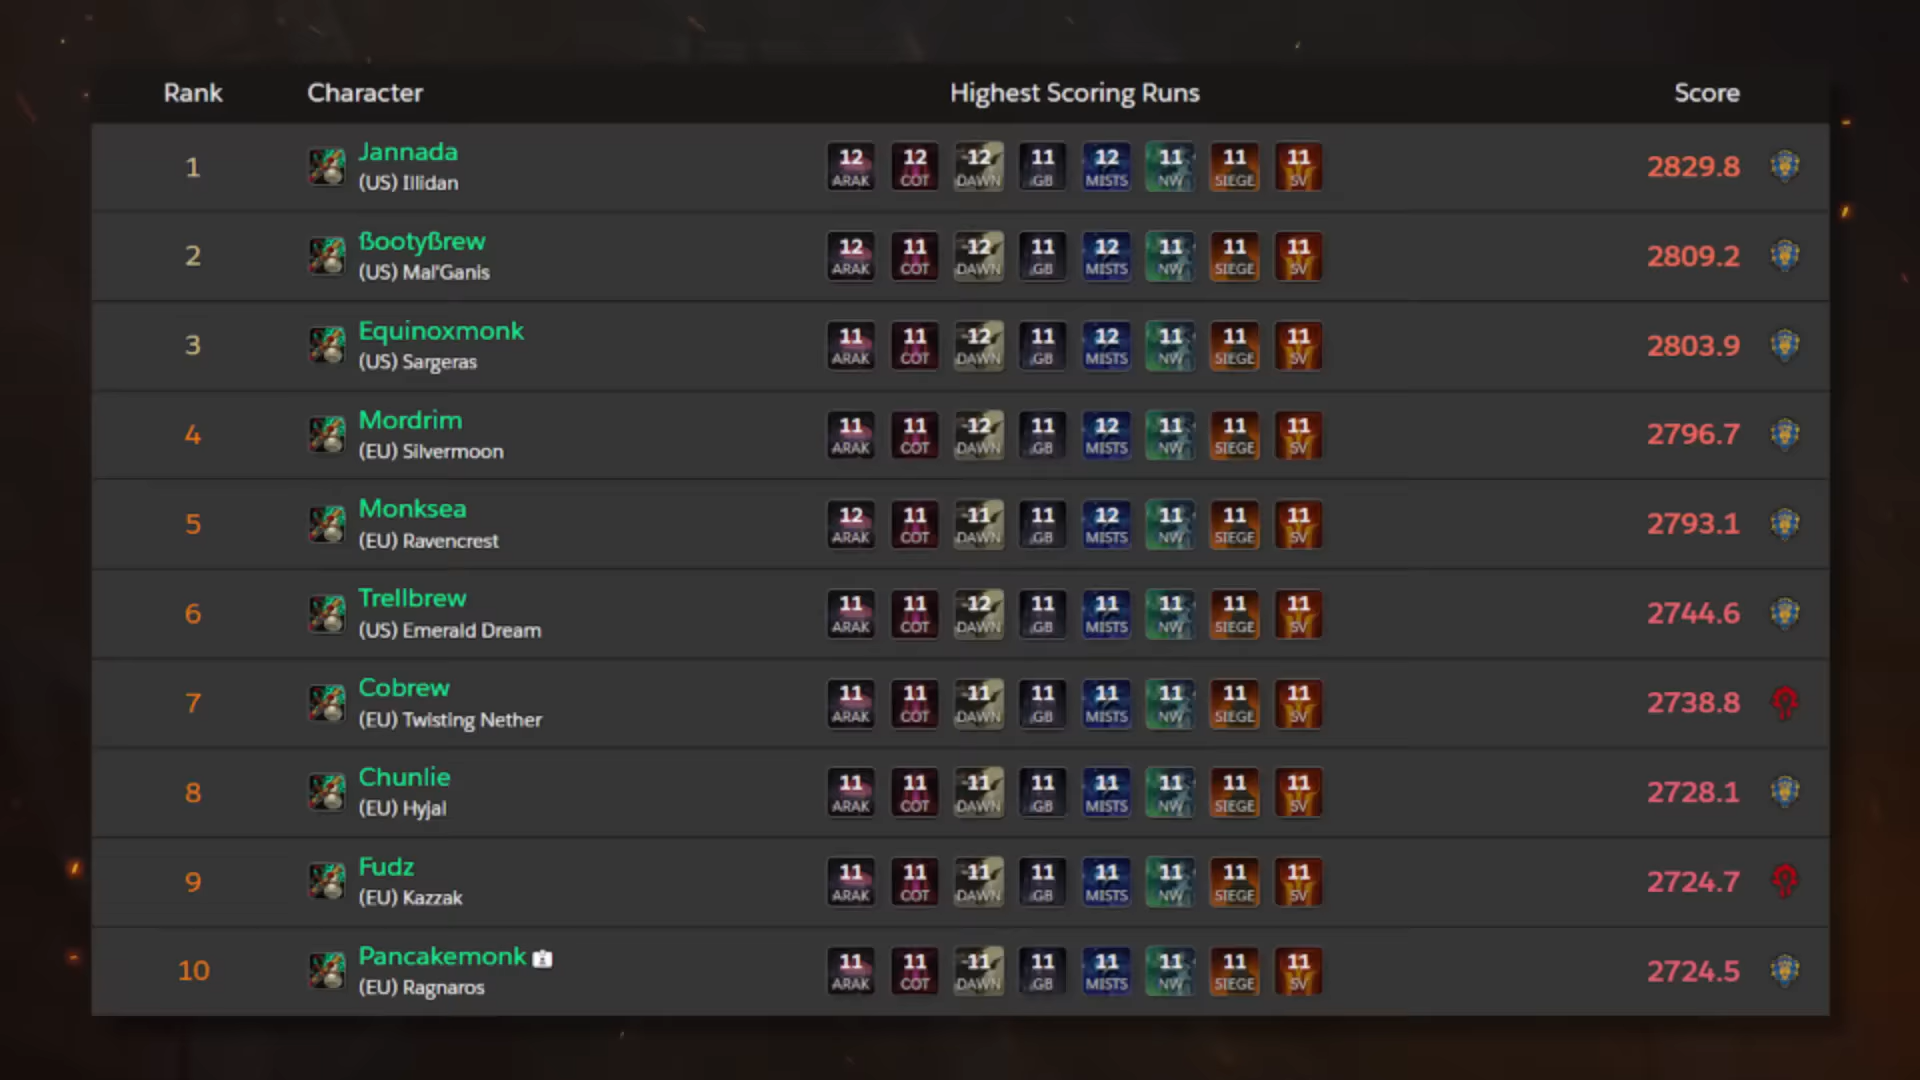 Rank Character Highest Scoring Runs Score
1 Jannada 12 12 12 11 12 11 11 11 2829.8
(US) Illidan ARAK COT DAWN GB MISTS NW SIEGE SV
2 ßootyßrew 12 11 12 11 12 11 11 11 2809.2
(US) Mal'Ganis ARAK COT DAWN GB MISTS NW SIEGE SV
3 Equinoxmonk 11 11 12 11 12 11 11 11 2803.9
(US) Sargeras ARAK COT DAWN GB MISTS NW SIEGE SV
4 Mordrim 11 11 12 11 12 11 11 11 2796.7
(EU) Silvermoon ARAK COT DAWN GB MISTS NW SIEGE SV
5 Monksea 12 11 11 11 12 11 11 11 2793.1
(EU) Ravencrest ARAK COT DAWN GB MISTS NW SIEGE SV
6 Trellbrew 11 11 12 11 11 11 11 11 2744.6
(US) Emerald Dream ARAK COT DAWN GB MISTS NW SIEGE SV
7 Cobrew 11 11 11 11 11 11 11 11 2738.8
(EU) Twisting Nether ARAK COT DAWN GB MISTS NW SIEGE SV
8 Chunlie 11 11 11 11 11 11 11 11 2728.1
(EU) Hyjal ARAK COT DAWN GB MISTS NW SIEGE SV
9 Fudz 11 11 11 11 11 11 11 11 2724.7
(EU) Kazzak ARAK COT DAWN GB MISTS NW SIEGE SV
10 Pancakemonk 11 11 11 11 11 11 11 11 2724.5
(EU) Ragnaros ARAK COT DAWN GB MISTS NW SIEGE SV